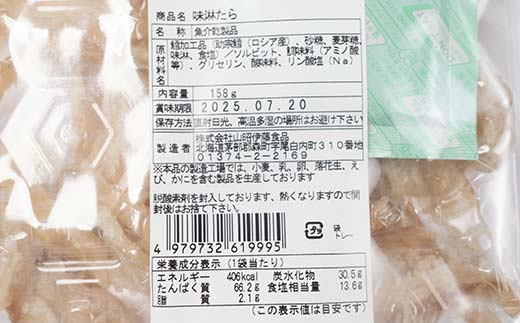 商品名 味淋たら
名称 魚介乾製品
原材料名 鱈加工品(助宗鱈(ロシア産)、砂糖、麦芽糖、
味淋、食塩)/ソルビット、調味料(アミノ酸
等)、グリセリン、酸味料、リン酸塩(Na)
内容量 158g
賞味期限 2025.07.20
保存方法 直射日光、高温多湿の場所はお避け下さい
製造者 株式会社山昭伊藤食品
北海道茅部郡森町字尾白内町310番地
01374-2-2169
※本品の製造工場では、小麦、乳、卵、落花生、え
び、かにを含む製品を生産しております
脱酸素剤を封入しております、熱くなりますので開
封後はお捨て下さい。
4 979732 619995
プラ
袋
トレー
栄養成分表示(1袋当たり)
エネルギー 406kcal 炭水化物 30.5g
たんぱく質 66.2g 食塩相当量 13.6g
脂質 2.1g
(この表示値は目安です)